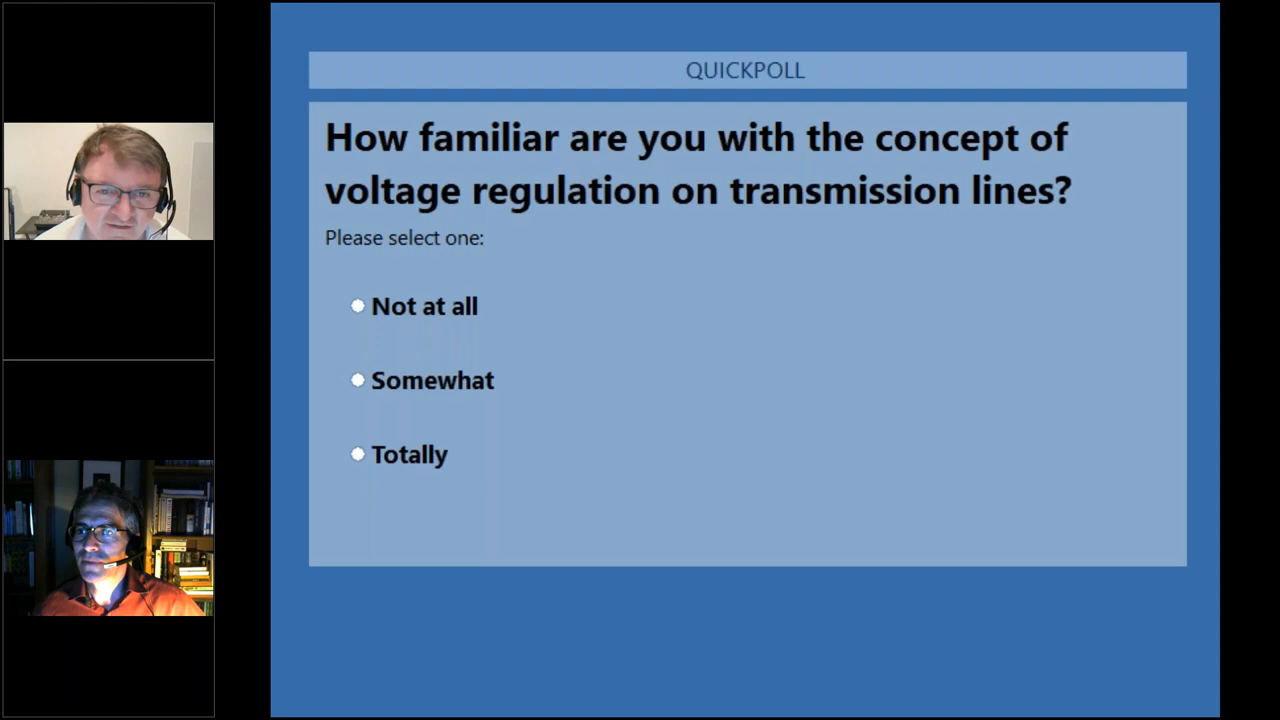 QUICKPOLL
How familiar are you with the concept of
voltage regulation on transmission lines?
Please select one:
Not at all
Somewhat
Totally